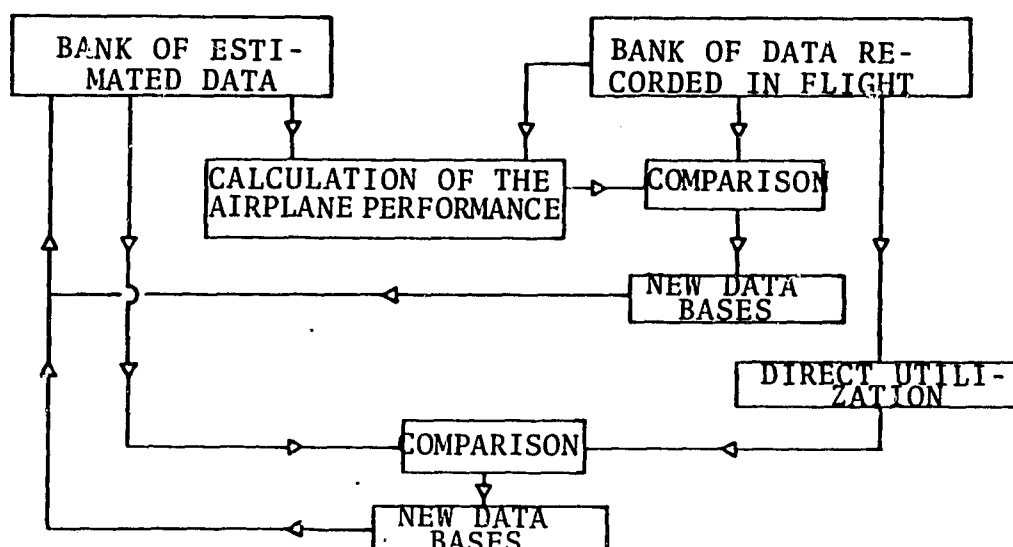 BANK OF ESTI-
MATED DATA
BANK OF DATA RE-
CORDED IN FLIGHT
CALCULATION OF THE
AIRPLANE PERFORMANCE
COMPARISON
NEW DATA
BASES
DIRECT UTILI-
ZATION
COMPARISON
NEW DATA
BASES